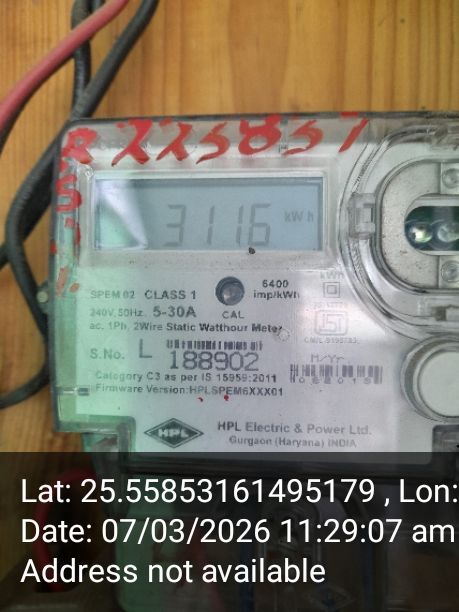 223837
3116 kWh
SPEM 02 CLASS 1
6400
imp/kWh
240V, 50Hz, 5-30A
CAL
ac, 1Ph, 2Wire Static Watthour Meter
S.No. L 188902
M/Yr.
Category C3 as per IS 15959:2011
Firmware Version:HPLSPEM6XXX01
HPL
HPL Electric & Power Ltd.
Gurgaon (Haryana) INDIA
Lat: 25.55853161495179 , Lon:
Date: 07/03/2026 11:29:07 am
Address not available